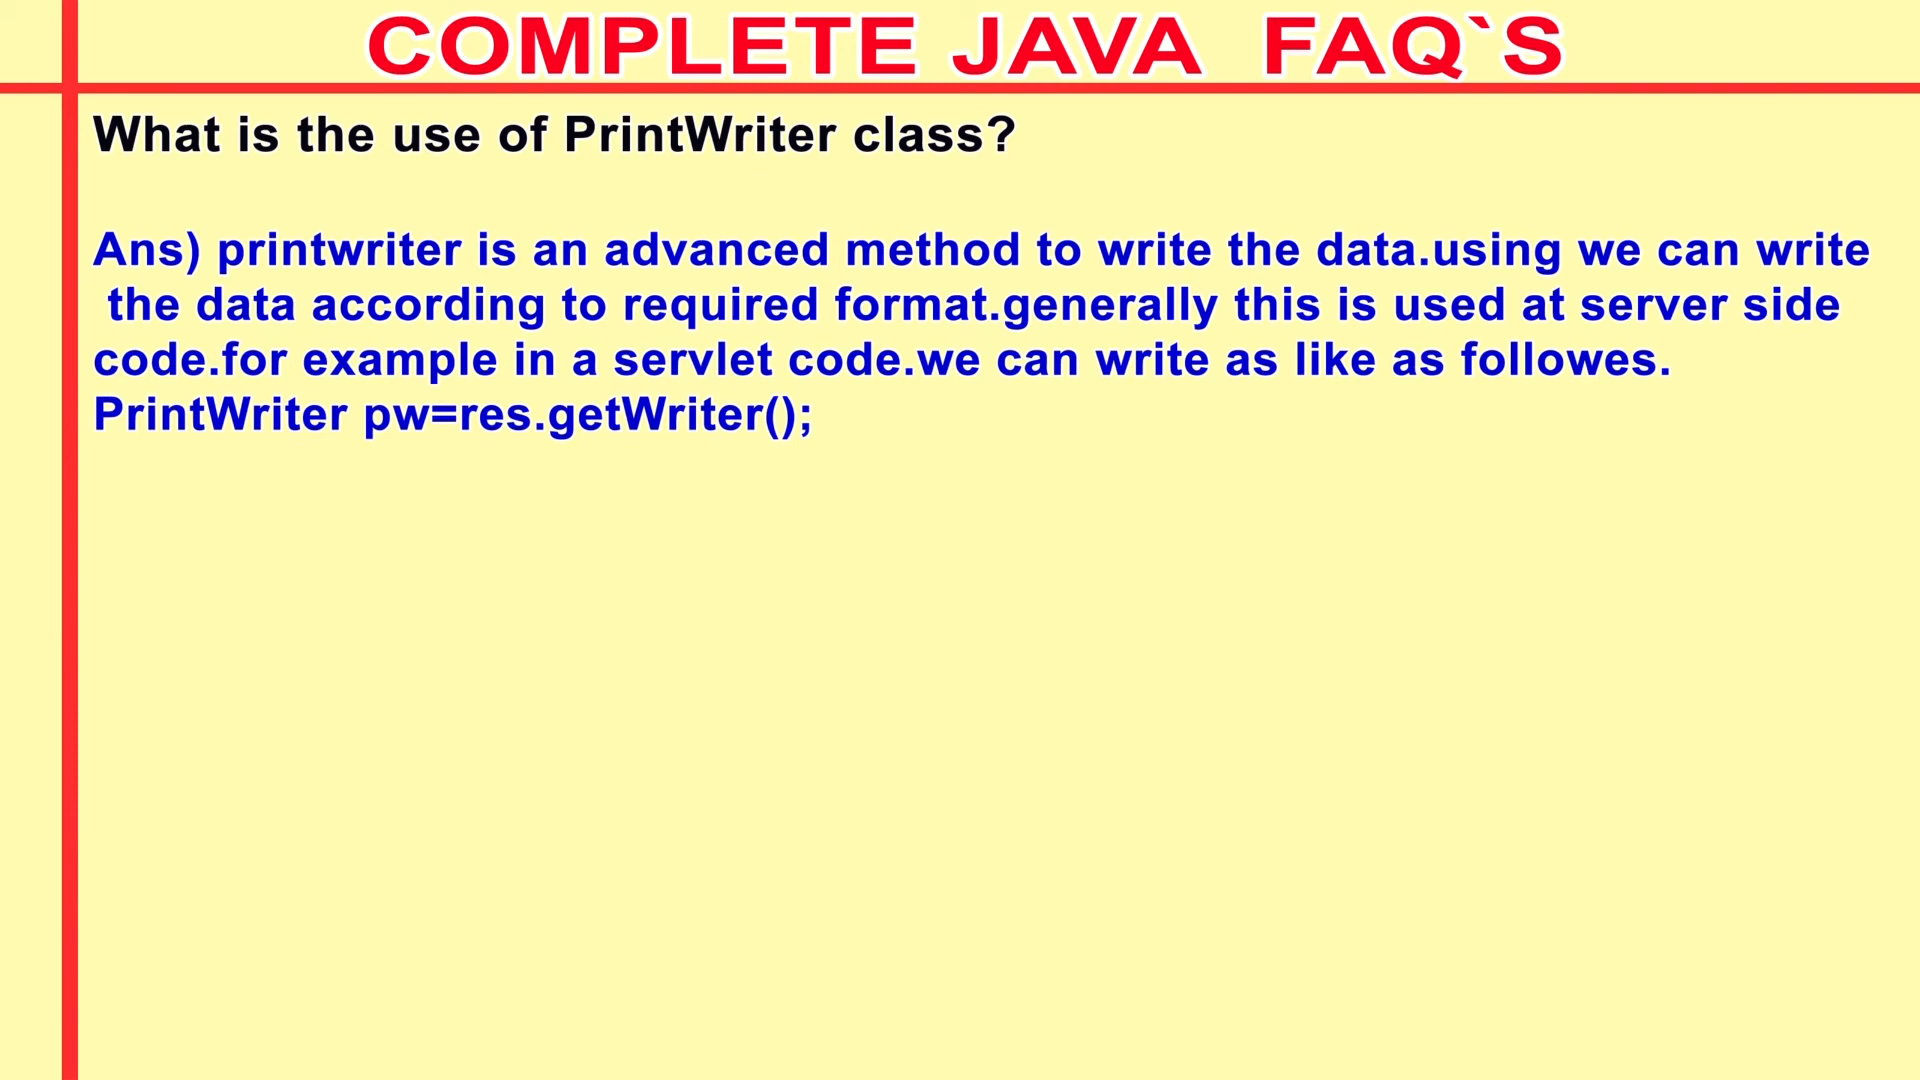 COMPLETE JAVA  FAQ`S
What is the use of PrintWriter class?
Ans) printwriter is an advanced method to write the data.using we can write
the data according to required format.generally this is used at server side
code.for example in a servlet code.we can write as like as followes.
PrintWriter pw=res.getWriter();